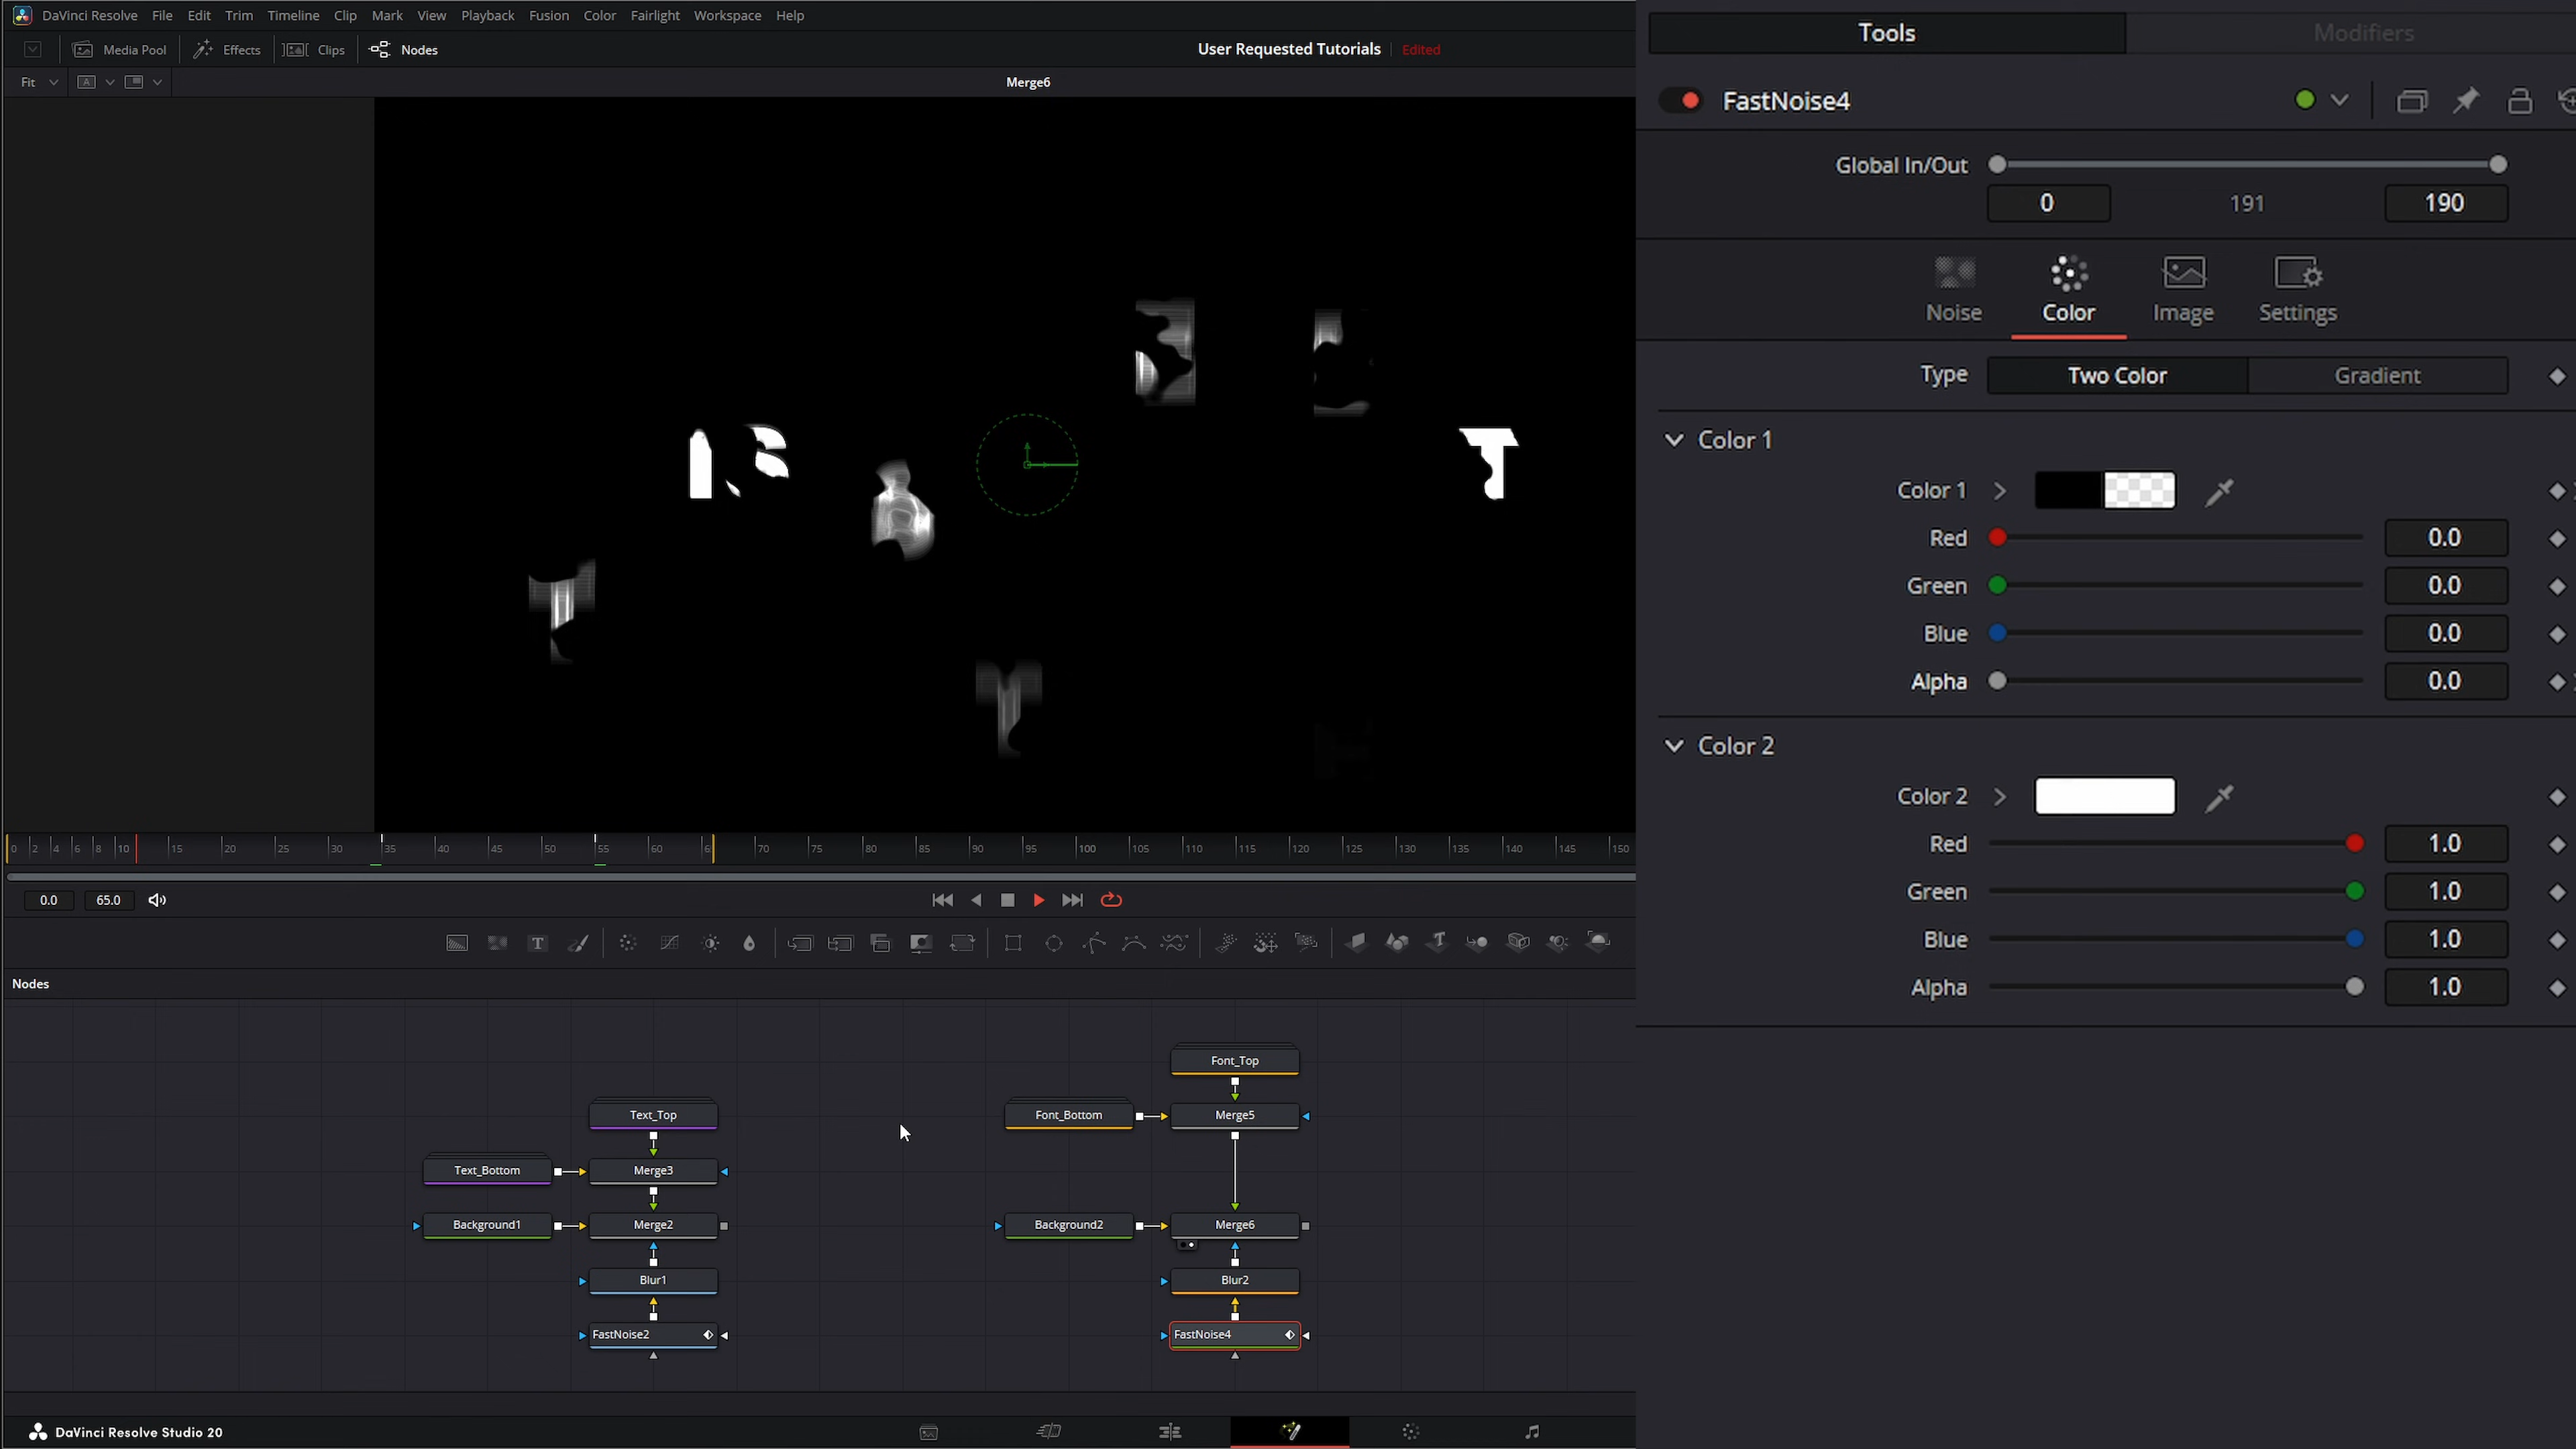 DaVinci Resolve File Edit Trim Timeline Clip Mark View Playback Fusion Color Fairlight Workspace Help
Media Pool Effects Clips Nodes User Requested Tutorials Edited
Fit A Merge6
IS
T
T
T
0 2 4 6 8 10 15 20 25 30 35 40 45 50 55 60 70 75 80 85 90 95 100 105 110 115 120 125 130 135 140 145 150
0.0 65.0
T
T
Nodes
Font_Top
Text_Top Font_Bottom Merge5
Text_Bottom Merge3
Background1 Merge2 Background2 Merge6
Blur1 Blur2
FastNoise2 FastNoise4
DaVinci Resolve Studio 20
Tools Modifiers
FastNoise4
Global In/Out
0 191 190
Noise Color Image Settings
Type Two Color Gradient
Color 1
Color 1
Red 0.0
Green 0.0
Blue 0.0
Alpha 0.0
Color 2
Color 2
Red 1.0
Green 1.0
Blue 1.0
Alpha 1.0